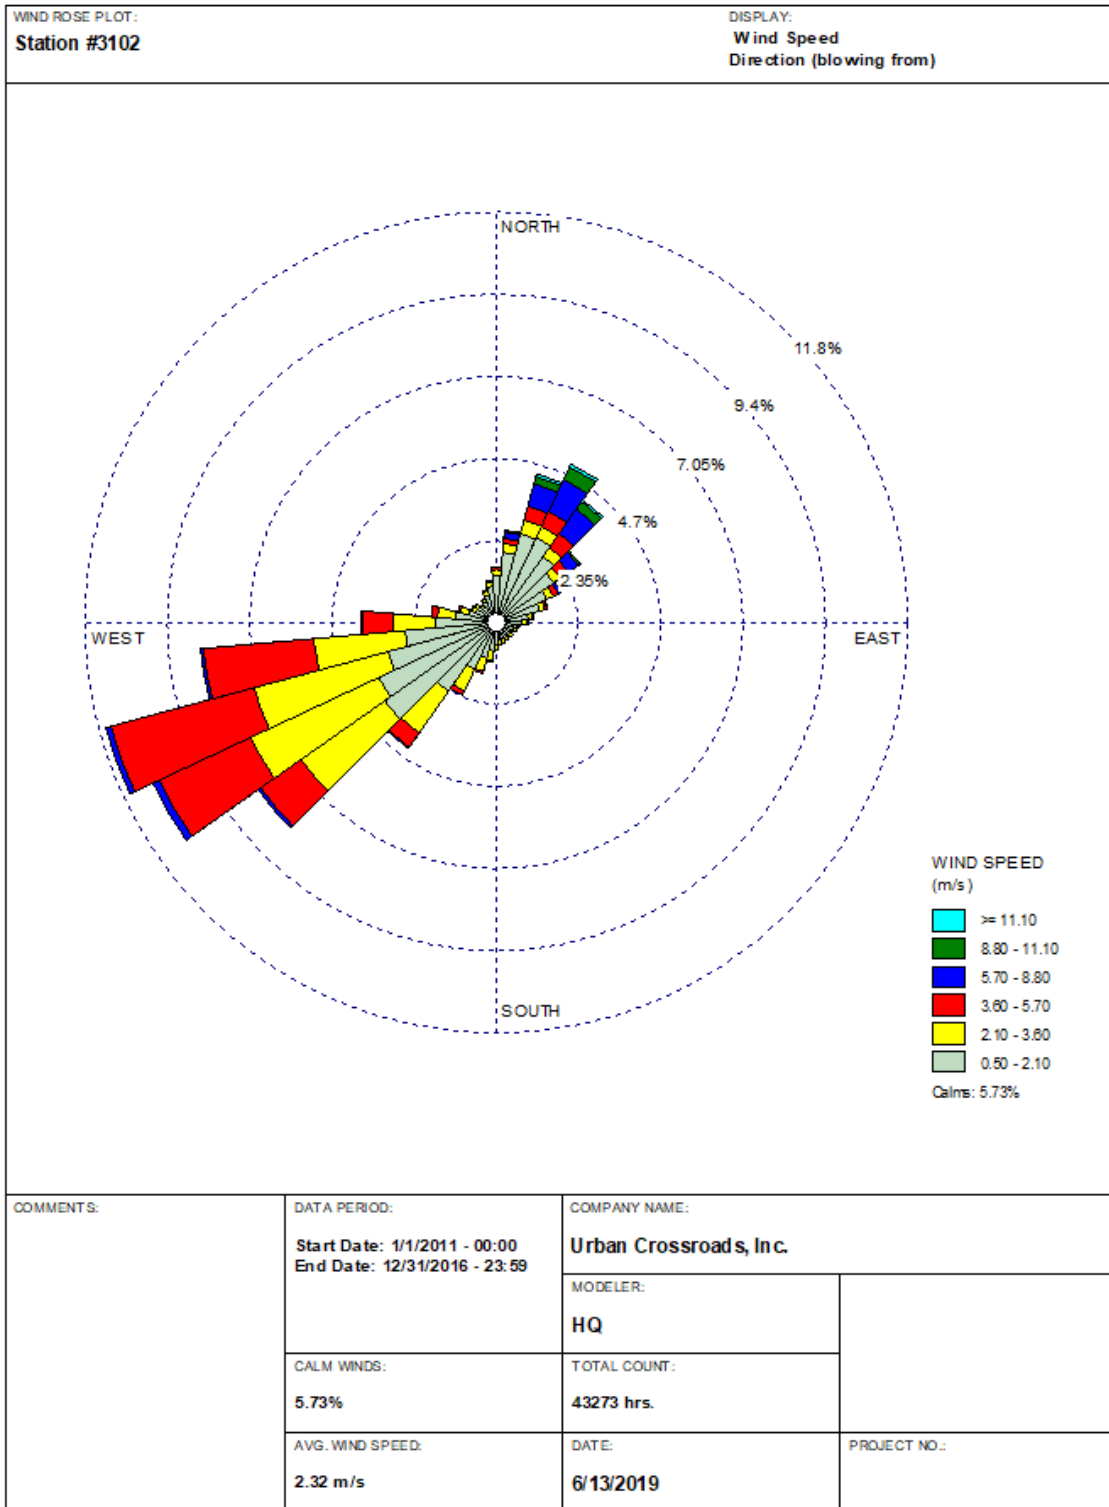 WIND ROSE PLOT:
Station #3102
DISPLAY:
Wind Speed
Direction (blowing from)
NORTH
11.8%
9.4%
7.05%
4.7%
2.35%
WEST
EAST
SOUTH
WIND SPEED
(m/s)
>= 11.10
8.80 - 11.10
5.70 - 8.80
3.60 - 5.70
2.10 - 3.60
0.50 - 2.10
Calms: 5.73%
COMMENTS:
DATA PERIOD:
Start Date: 1/1/2011 - 00:00
End Date: 12/31/2016 - 23:59
COMPANY NAME:
Urban Crossroads, Inc.
MODELER:
HQ
CALM WINDS:
5.73%
TOTAL COUNT:
43273 hrs.
AVG. WIND SPEED:
2.32 m/s
DATE:
6/13/2019
PROJECT NO.: